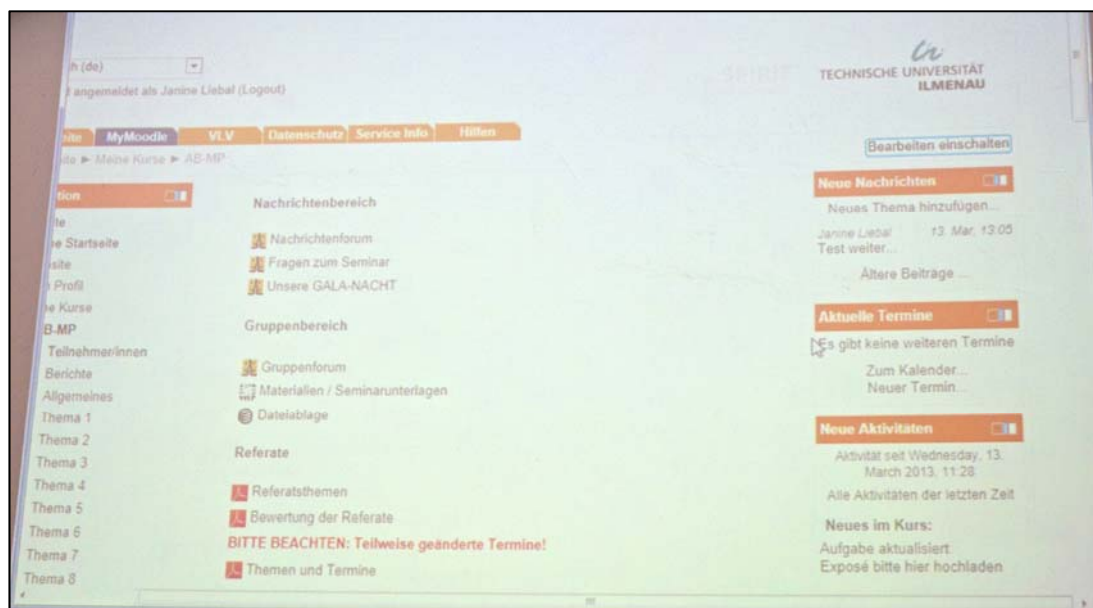 h (de)
angemeldet als Janine Liebal (Logout)
TECHNISCHE UNIVERSITÄT
ILMENAU
ite MyMoodle VLV Datenschutz Service Info Hilfen
ite ► Meine Kurse ► AB-MP
Bearbeiten einschalten
tion
te
e Startseite
site
Profil
e Kurse
B-MP
Teilnehmer/innen
Berichte
Allgemeines
Thema 1
Thema 2
Thema 3
Thema 4
Thema 5
Thema 6
Thema 7
Thema 8
Nachrichtenbereich
Nachrichtenforum
Fragen zum Seminar
Unsere GALA-NACHT
Gruppenbereich
Gruppenforum
Materialien / Seminarunterlagen
Dateiablage
Referate
Referatsthemen
Bewertung der Referate
BITTE BEACHTEN: Teilweise geänderte Termine!
Themen und Termine
Neue Nachrichten
Neues Thema hinzufügen...
Janine Liebal 13. Mar, 13:05
Test weiter...
Ältere Beiträge ...
Aktuelle Termine
Es gibt keine weiteren Termine
Zum Kalender...
Neuer Termin...
Neue Aktivitäten
Aktivität seit Wednesday, 13.
March 2013, 11:28
Alle Aktivitäten der letzten Zeit
Neues im Kurs:
Aufgabe aktualisiert:
Exposé bitte hier hochladen